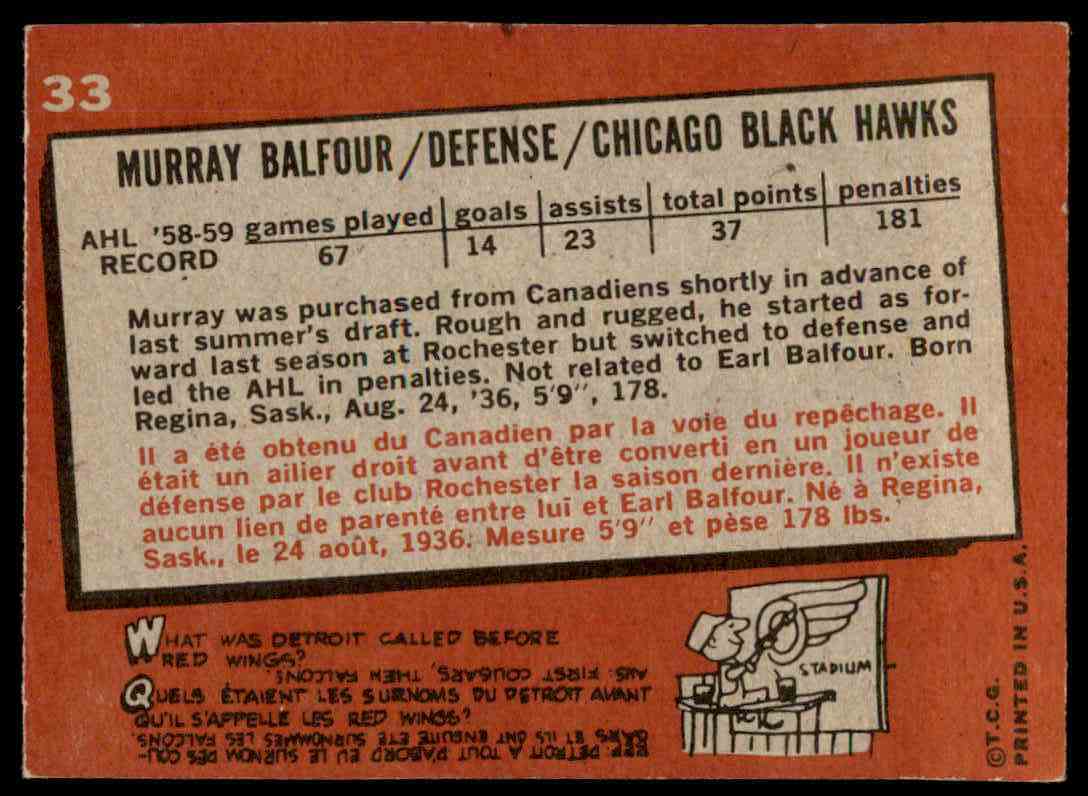 33
MURRAY BALFOUR/DEFENSE/CHICAGO BLACK HAWKS
AHL '58-59 games played goals assists total points penalties
RECORD 67 14 23 37 181
Murray was purchased from Canadiens shortly in advance of
last summer's draft. Rough and rugged, he started as for-
ward last season at Rochester but switched to defense and
led the AHL in penalties. Not related to Earl Balfour. Born
Regina, Sask., Aug. 24, '36, 5'9", 178.
Il a été obtenu du Canadien par la voie du repêchage. Il
était un ailier droit avant d'être converti en un joueur de
défense par le club Rochester la saison dernière. Il n'existe
aucun lien de parenté entre lui et Earl Balfour. Né à Regina,
Sask., le 24 août, 1936. Mesure 5'9" et pèse 178 lbs.
WHAT WAS DETROIT CALLED BEFORE
RED WINGS?
ANS: FIRST COUGARS, THEN FALCONS.
QUELS ÉTAIENT LES SURNOMS DU DETROIT AVANT
QU'IL S'APPELLE LES RED WINGS?
RÉP: DETROIT A TOUT D'ABORD EU LE SURNOM DES COU-
GARS ET ILS ONT ENSUITE ÉTÉ SURNOMMÉS LES FALCONS.
STADIUM
© T.C.G.
PRINTED IN U.S.A.